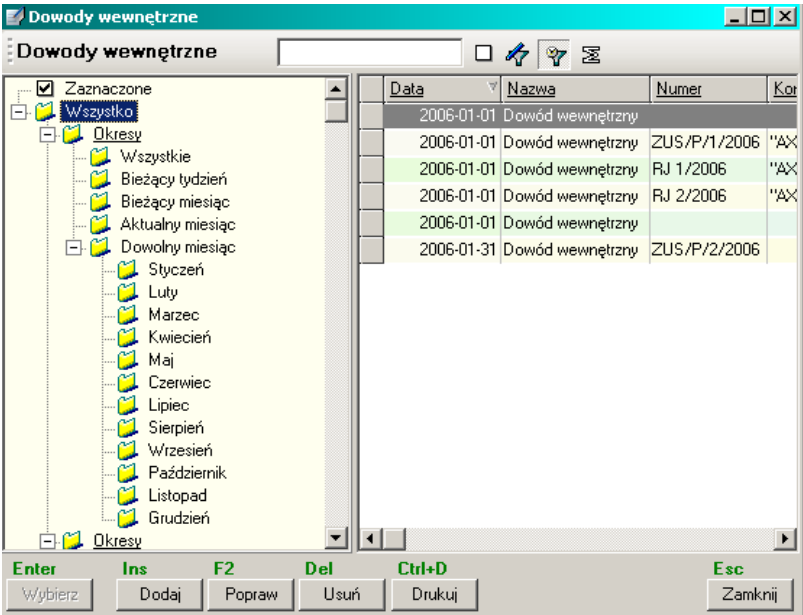 Dowody wewnętrzne
Dowody wewnętrzne
Zaznaczone
Wszystko
Okresy
Wszystkie
Bieżący tydzień
Bieżący miesiąc
Aktualny miesiąc
Dowolny miesiąc
Styczeń
Luty
Marzec
Kwiecień
Maj
Czerwiec
Lipiec
Sierpień
Wrzesień
Październik
Listopad
Grudzień
Okresy
Data Nazwa Numer Kor
2006-01-01 Dowód wewnętrzny
2006-01-01 Dowód wewnętrzny ZUS/P/1/2006 "AX
2006-01-01 Dowód wewnętrzny RJ 1/2006 "AX
2006-01-01 Dowód wewnętrzny RJ 2/2006 "AX
2006-01-01 Dowód wewnętrzny
2006-01-31 Dowód wewnętrzny ZUS/P/2/2006
Enter Ins F2 Del Ctrl+D Esc
Wybierz Dodaj Popraw Usuń Drukuj Zamknij